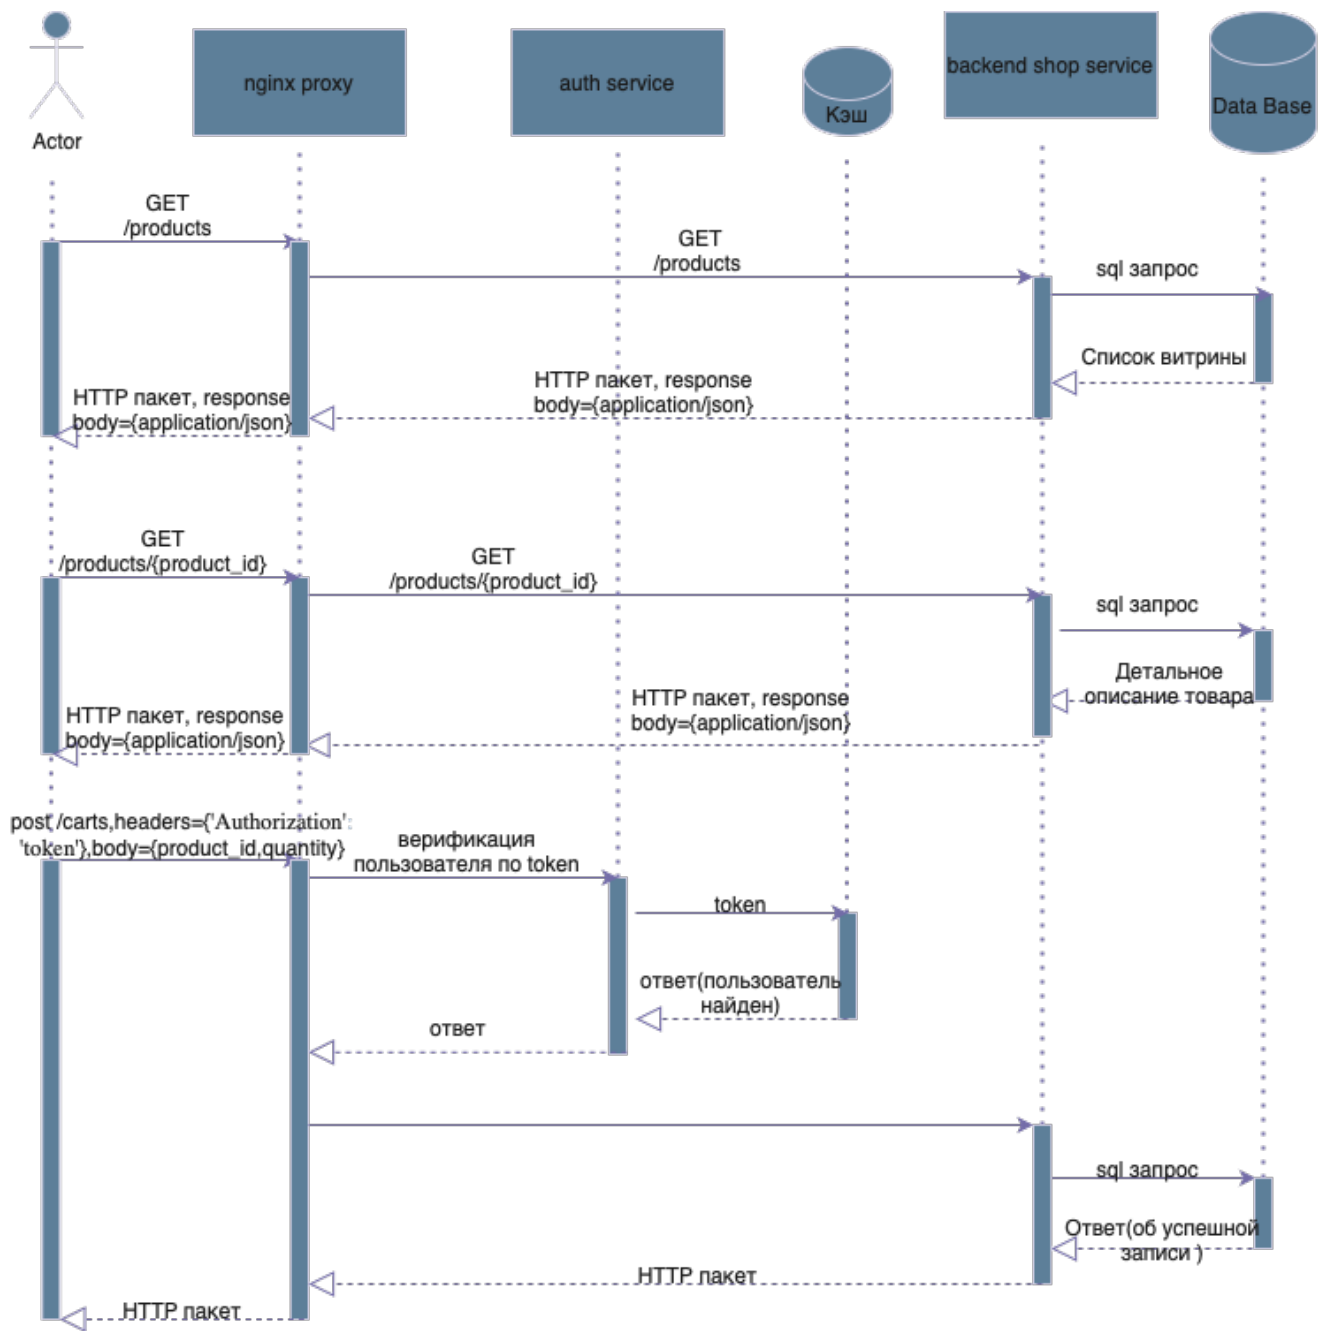 Actor
nginx proxy
auth service
Кэш
backend shop service
Data Base
GET
/products
GET
/products
sql запрос
Список витрины
HTTP пакет, response
body={application/json}
HTTP пакет, response
body={application/json}
GET
/products/{product_id}
GET
/products/{product_id}
sql запрос
Детальное
описание товара
HTTP пакет, response
body={application/json}
HTTP пакет, response
body={application/json}
post /carts,headers={'Authorization':
'token'},body={product_id,quantity}
верификация
пользователя по token
token
ответ(пользователь
найден)
ответ
sql запрос
Ответ(об успешной
записи )
HTTP пакет
HTTP пакет